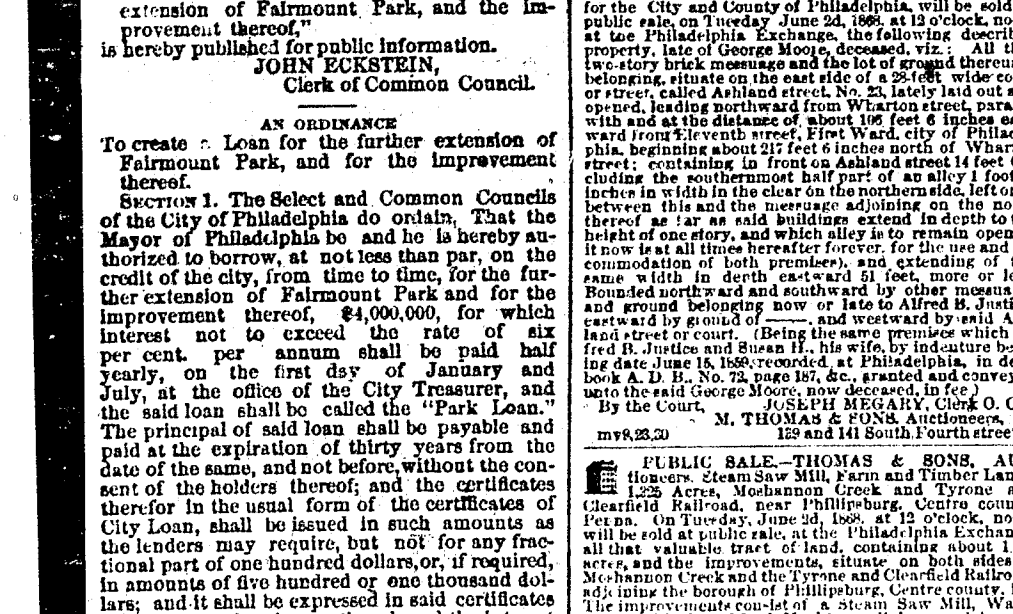 extension of Fairmount Park, and the im-
provement thereof,"
is hereby published for public information.
JOHN ECKSTEIN,
Clerk of Common Council.
AN ORDINANCE
To create a Loan for the further extension of
Fairmount Park, and for the improvement
thereof.
SECTION 1. The Select and Common Councils
of the City of Philadelphia do ordain, That the
Mayor of Philadelphia be and he is hereby au-
thorized to borrow, at not less than par, on the
credit of the city, from time to time, for the fur-
ther extension of Fairmount Park and for the
improvement thereof, $4,000,000, for which
interest not to exceed the rate of six
per cent. per annum shall be paid half
yearly, on the first day of January and
July, at the office of the City Treasurer, and
the said loan shall be called the "Park Loan."
The principal of said loan shall be payable and
paid at the expiration of thirty years from the
date of the same, and not before, without the con-
sent of the holders thereof; and the certificates
therefor in the usual form of the certificates of
City Loan, shall be issued in such amounts as
the lenders may require, but not for any frac-
tional part of one hundred dollars, or, if required,
in amounts of five hundred or one thousand dol-
lars; and it shall be expressed in said certificates
for the City and County of Philadelphia, will be sold
public sale, on Tuesday June 2d, 1868, at 12 o'clock, no
at the Philadelphia Exchange, the following describ
property, late of George Moore, deceased, viz.: All th
two-story brick messuage and the lot of ground thereu
belonging, situate on the east side of a 28-feet wide co
or street, called Ashland street, No. 23, lately laid out a
opened, leading northward from Wharton street, para
with and at the distance of about 106 feet 6 inches ea
ward from Eleventh street, First Ward, city of Philad
phia, beginning about 217 feet 6 inches north of Whar
street; containing in front on Ashland street 14 feet
cluding the southernmost half part of an alley 1 foot
inches in width in the clear on the northern side, left o
between this and the messuage adjoining on the no
thereof as far as said buildings extend in depth to t
height of one story, and which alley is to remain open
it now is at all times hereafter forever, for the use and
commodation of both premises), and extending of t
same width in depth eastward 51 feet, more or le
Bounded northward and southward by other messua
and ground belonging now or late to Alfred B. Justi
eastward by ground of ——, and westward by said A
land street or court. (Being the same premises which
fred B. Justice and Susan H., his wife, by indenture be
ing date June 15, 1859, recorded at Philadelphia, in de
book A. D. B., No. 73, page 187, &c., granted and convey
unto the said George Moore, now deceased, in fee.)
By the Court, JOSEPH MEGARY, Clerk O. C
M. THOMAS & SONS, Auctioneers,
my9,23,30 139 and 141 South Fourth stree
PUBLIC SALE.—THOMAS & SONS, AU
tioneers. Steam Saw Mill, Farm and Timber Lan
1,225 Acres, Moshannon Creek and Tyrone a
Clearfield Railroad, near Phillipsburg, Centre coun
Penna. On Tuesday, June 2d, 1868, at 12 o'clock, no
will be sold at public sale, at the Philadelphia Exchan
all that valuable tract of land, containing about 1
acres, and the improvements, situate on both sides
Moshannon Creek and the Tyrone and Clearfield Railro
adjoining the borough of Phillipsburg, Centre county,
The improvements consist of a Steam Saw Mill, Wa